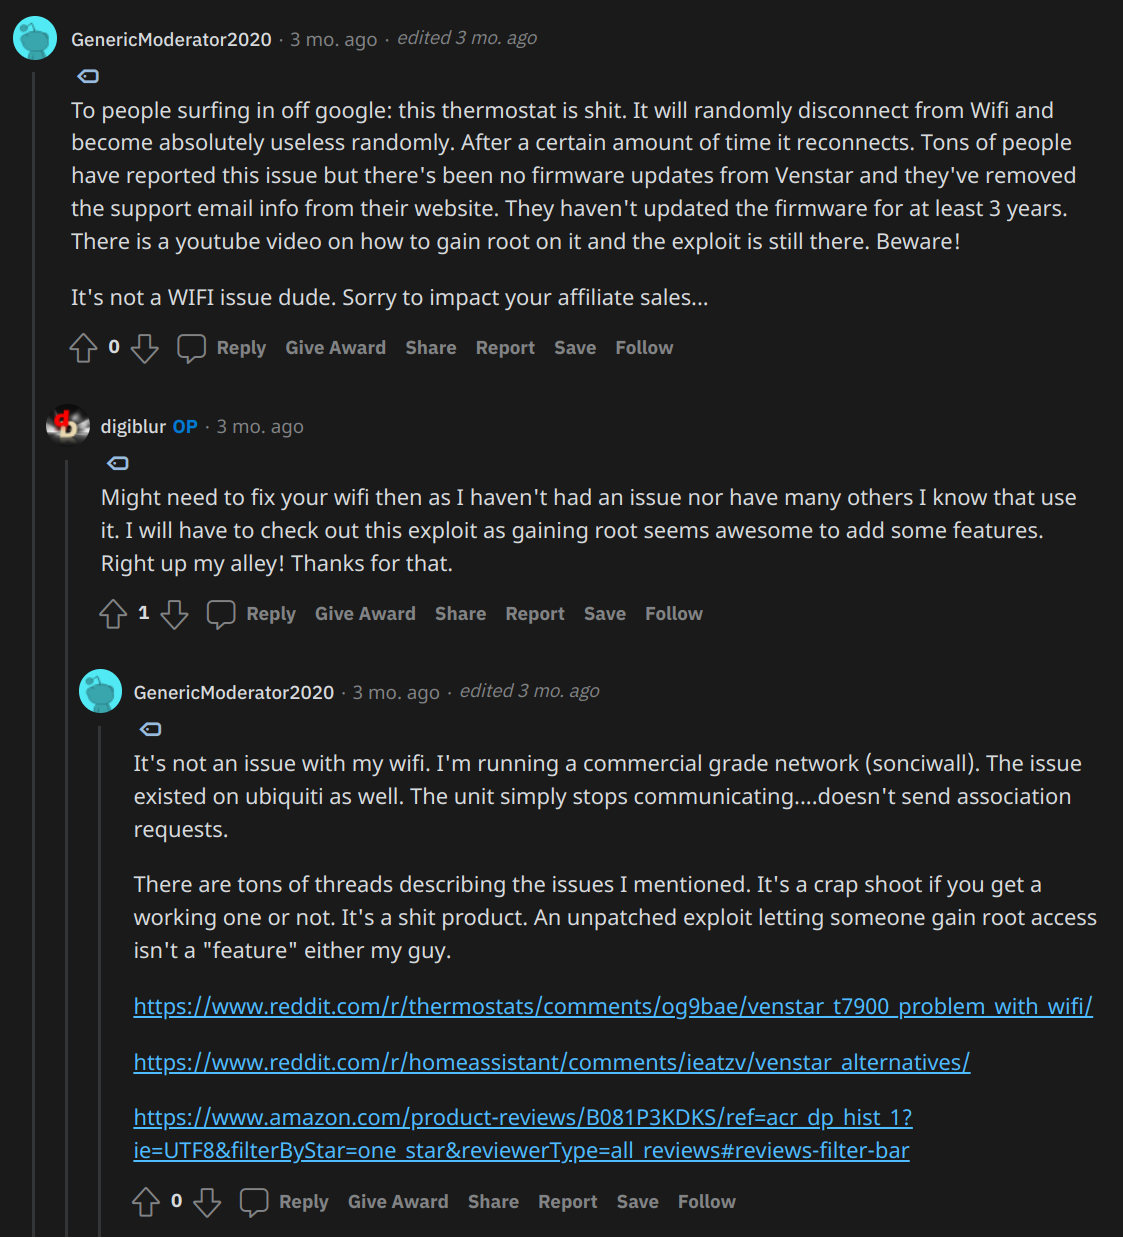 GenericModerator2020 · 3 mo. ago · edited 3 mo. ago
To people surfing in off google: this thermostat is shit. It will randomly disconnect from Wifi and
become absolutely useless randomly. After a certain amount of time it reconnects. Tons of people
have reported this issue but there's been no firmware updates from Venstar and they've removed
the support email info from their website. They haven't updated the firmware for at least 3 years.
There is a youtube video on how to gain root on it and the exploit is still there. Beware!
It's not a WIFI issue dude. Sorry to impact your affiliate sales...
0 Reply Give Award Share Report Save Follow
digiblur OP · 3 mo. ago
Might need to fix your wifi then as I haven't had an issue nor have many others I know that use
it. I will have to check out this exploit as gaining root seems awesome to add some features.
Right up my alley! Thanks for that.
1 Reply Give Award Share Report Save Follow
GenericModerator2020 · 3 mo. ago · edited 3 mo. ago
It's not an issue with my wifi. I'm running a commercial grade network (sonciwall). The issue
existed on ubiquiti as well. The unit simply stops communicating....doesn't send association
requests.
There are tons of threads describing the issues I mentioned. It's a crap shoot if you get a
working one or not. It's a shit product. An unpatched exploit letting someone gain root access
isn't a "feature" either my guy.
https://www.reddit.com/r/thermostats/comments/og9bae/venstar_t7900_problem_with_wifi/
https://www.reddit.com/r/homeassistant/comments/ieatzv/venstar_alternatives/
https://www.amazon.com/product-reviews/B081P3KDKS/ref=acr_dp_hist_1?
ie=UTF8&filterByStar=one_star&reviewerType=all_reviews#reviews-filter-bar
0 Reply Give Award Share Report Save Follow